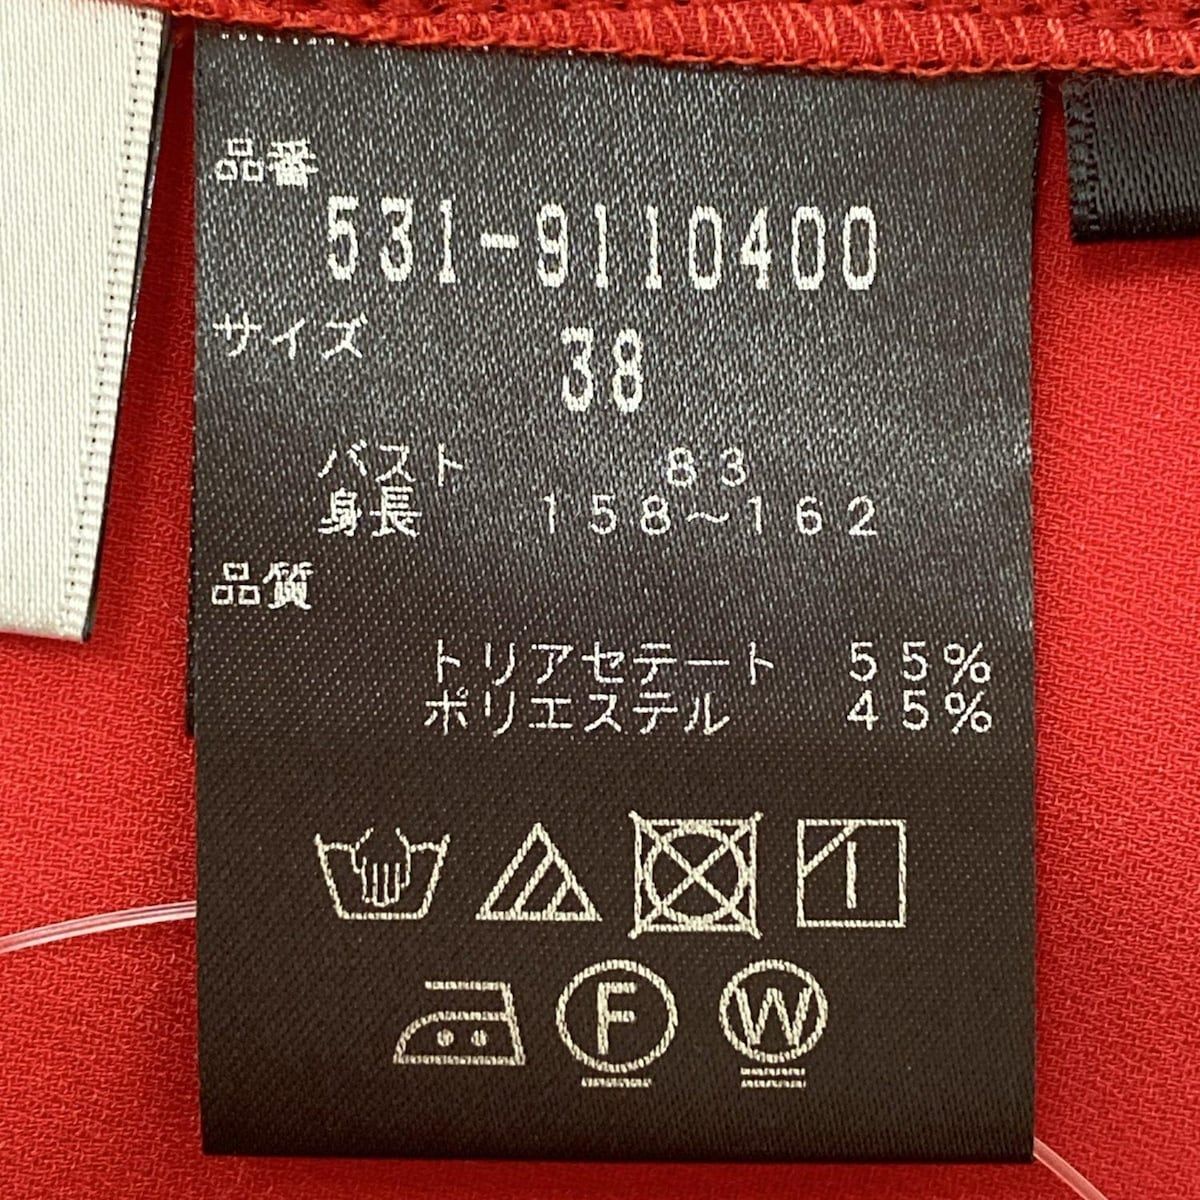 品番
531-9110400
サイズ
38
バスト 83
身長 158～162
品質
トリアセテート 55%
ポリエステル 45%
F W